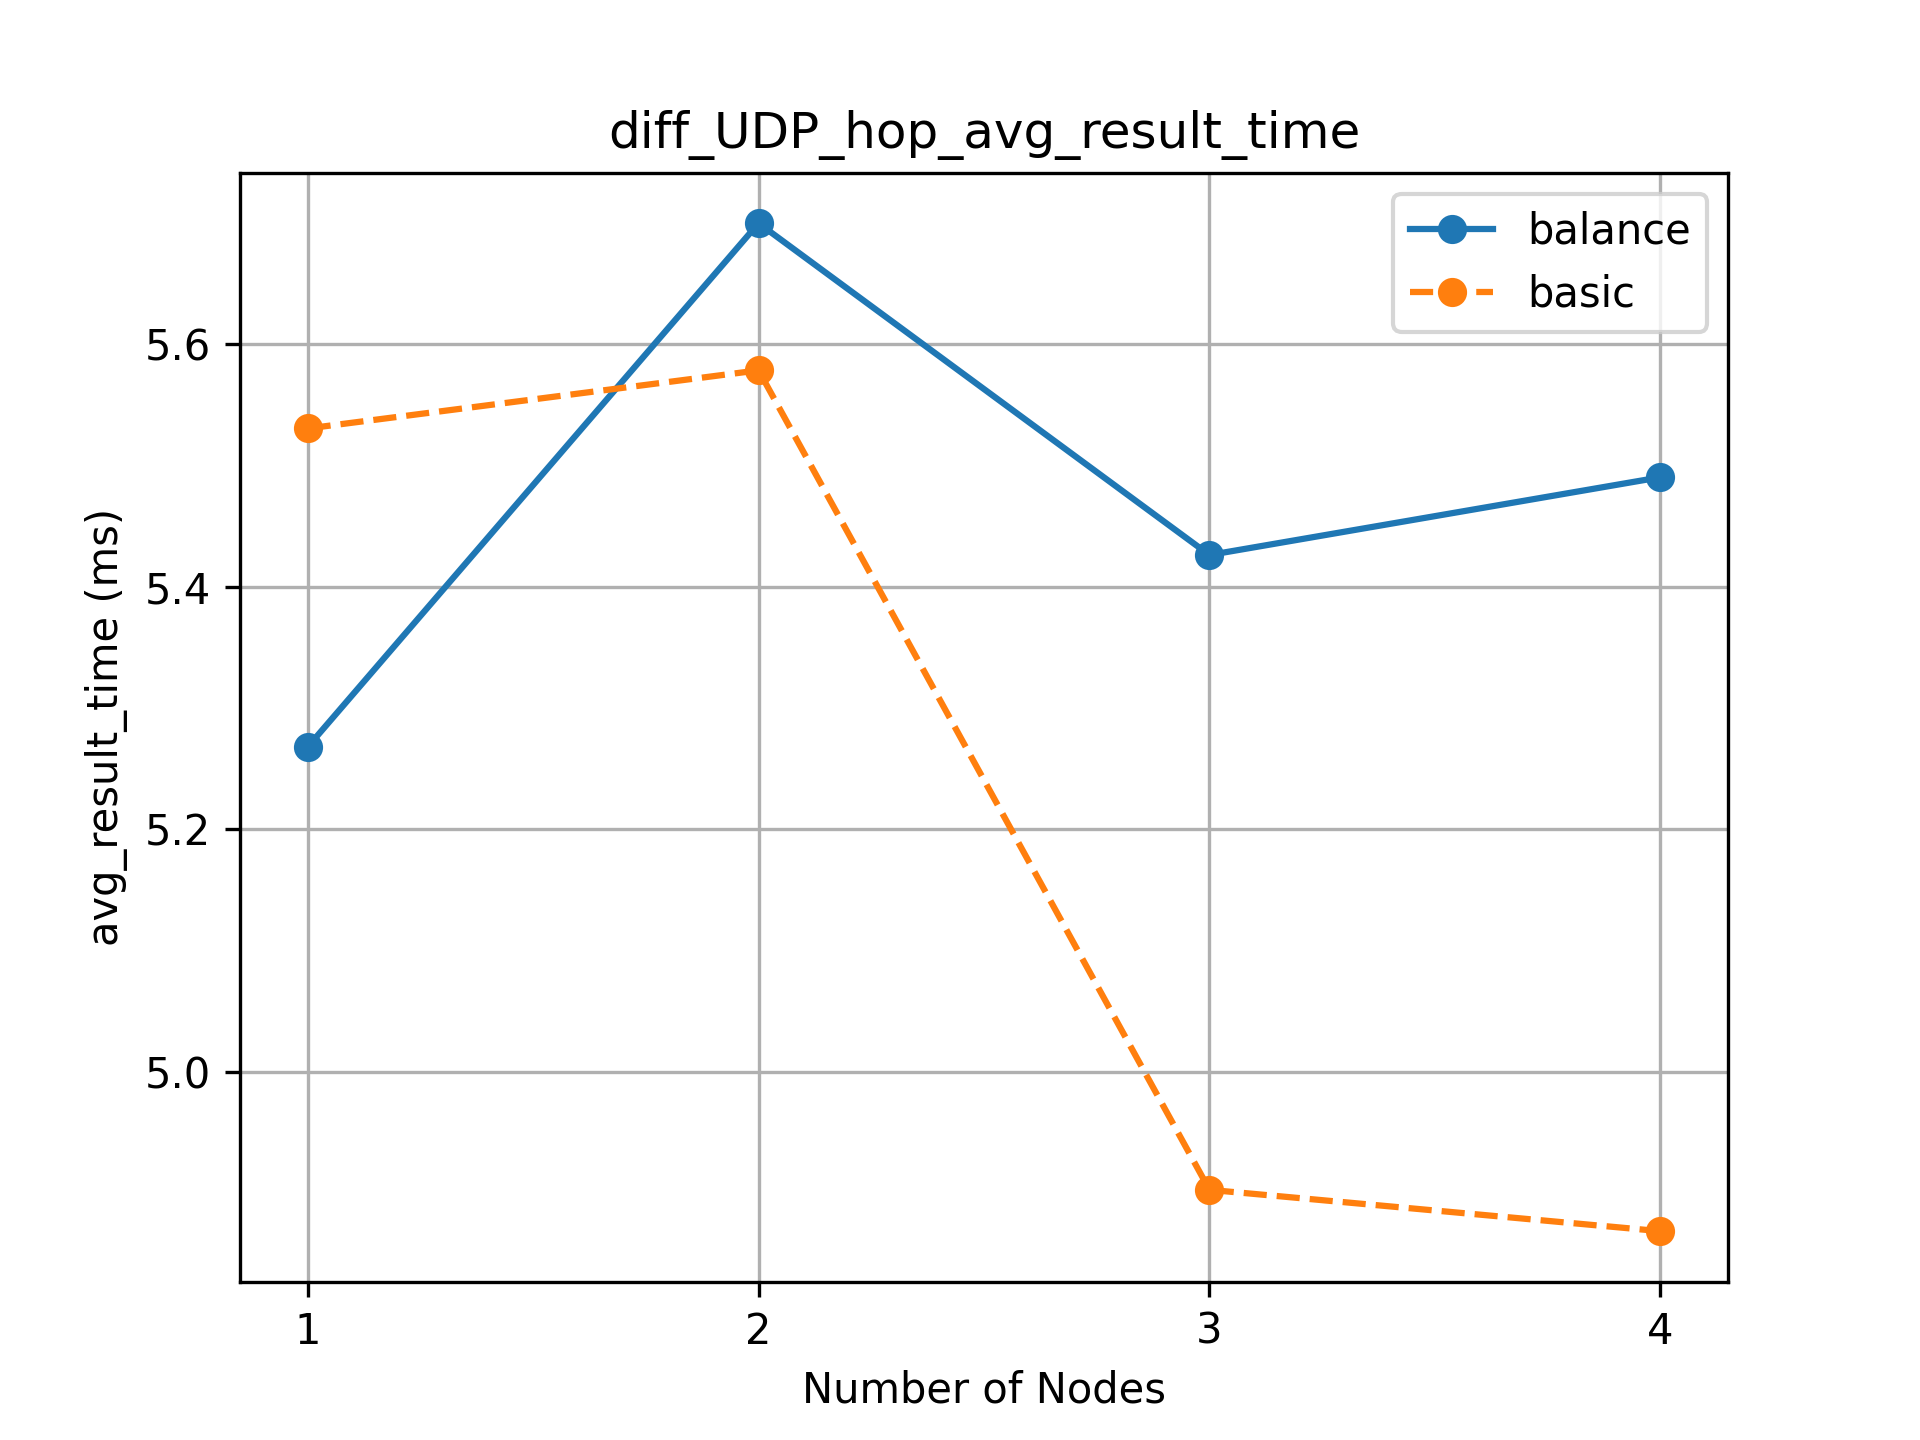 diff_UDP_hop_avg_result_time
balance
basic
5.6
5.4
5.2
5.0
avg_result_time (ms)
1 2 3 4
Number of Nodes